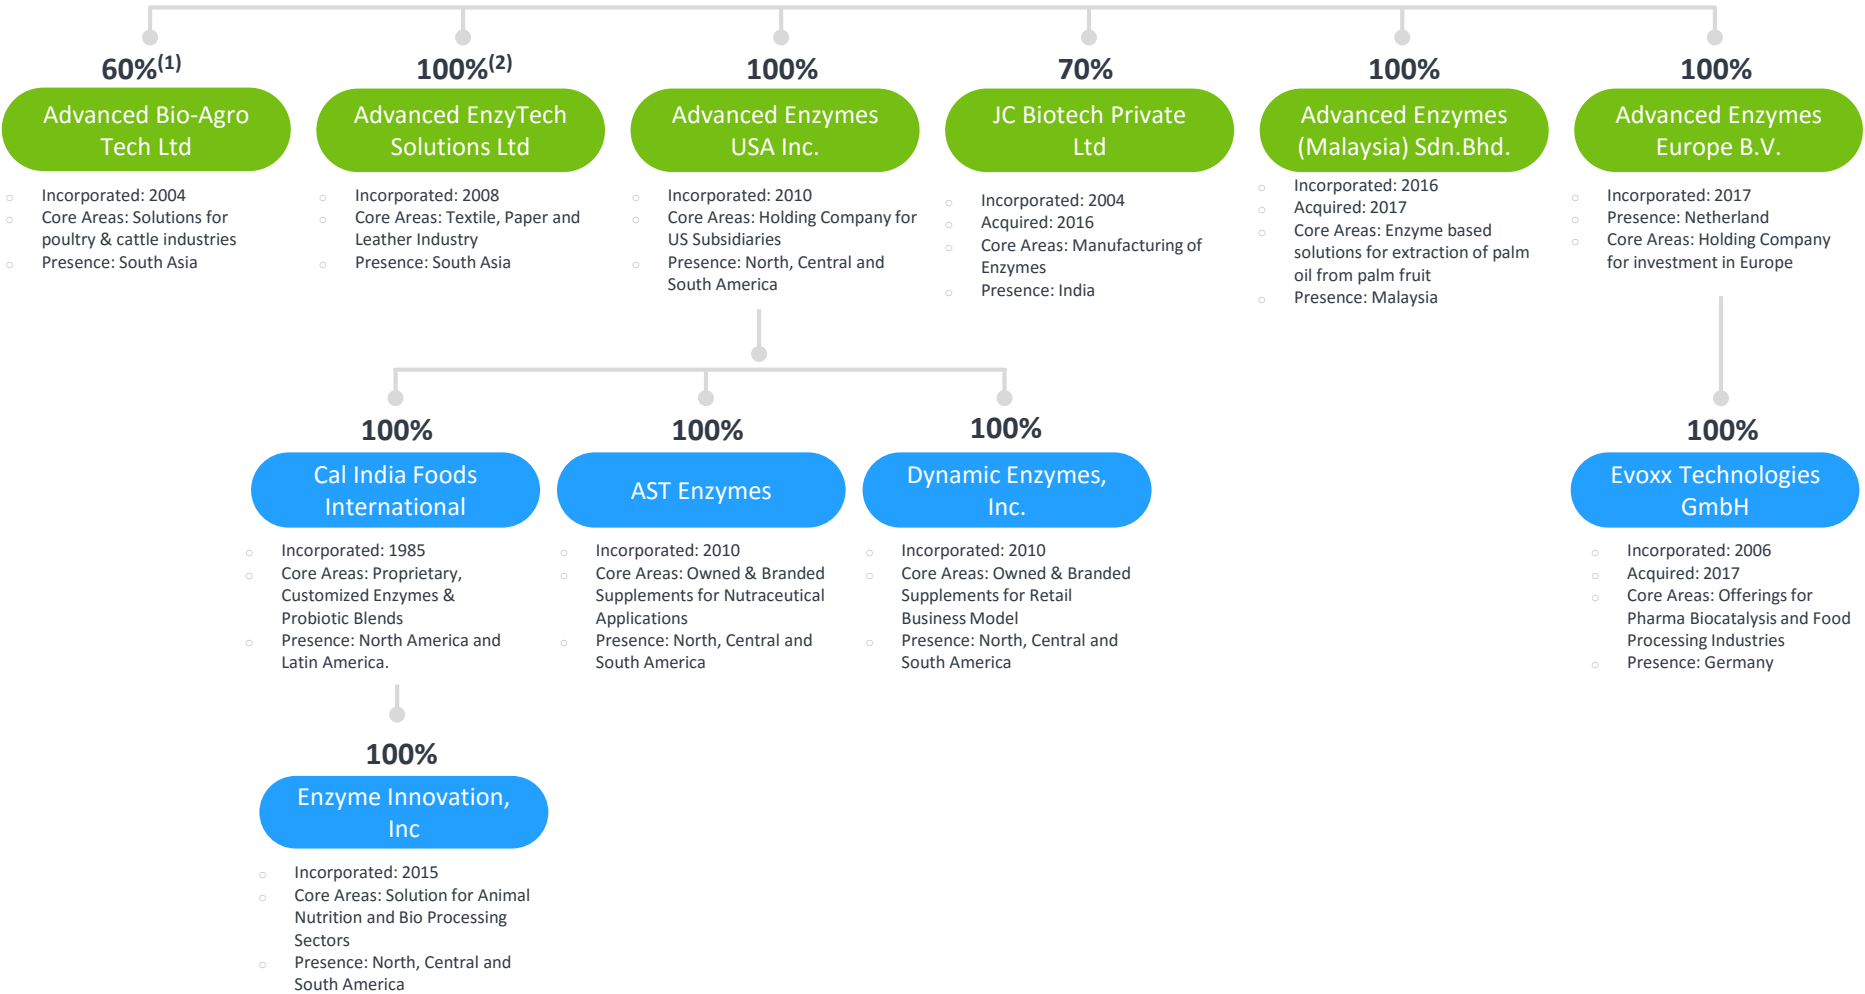 60%(1)
Advanced Bio-Agro
Tech Ltd
Incorporated: 2004
Core Areas: Solutions for
poultry & cattle industries
Presence: South Asia
100%(2)
Advanced EnzyTech
Solutions Ltd
Incorporated: 2008
Core Areas: Textile, Paper and
Leather Industry
Presence: South Asia
100%
Advanced Enzymes
USA Inc.
Incorporated: 2010
Core Areas: Holding Company for
US Subsidiaries
Presence: North, Central and
South America
70%
JC Biotech Private
Ltd
Incorporated: 2004
Acquired: 2016
Core Areas: Manufacturing of
Enzymes
Presence: India
100%
Advanced Enzymes
(Malaysia) Sdn.Bhd.
Incorporated: 2016
Acquired: 2017
Core Areas: Enzyme based
solutions for extraction of palm
oil from palm fruit
Presence: Malaysia
100%
Advanced Enzymes
Europe B.V.
Incorporated: 2017
Presence: Netherland
Core Areas: Holding Company
for investment in Europe
100%
Cal India Foods
International
Incorporated: 1985
Core Areas: Proprietary,
Customized Enzymes &
Probiotic Blends
Presence: North America and
Latin America.
100%
AST Enzymes
Incorporated: 2010
Core Areas: Owned & Branded
Supplements for Nutraceutical
Applications
Presence: North, Central and
South America
100%
Dynamic Enzymes,
Inc.
Incorporated: 2010
Core Areas: Owned & Branded
Supplements for Retail
Business Model
Presence: North, Central and
South America
100%
Evoxx Technologies
GmbH
Incorporated: 2006
Acquired: 2017
Core Areas: Offerings for
Pharma Biocatalysis and Food
Processing Industries
Presence: Germany
100%
Enzyme Innovation,
Inc
Incorporated: 2015
Core Areas: Solution for Animal
Nutrition and Bio Processing
Sectors
Presence: North, Central and
South America